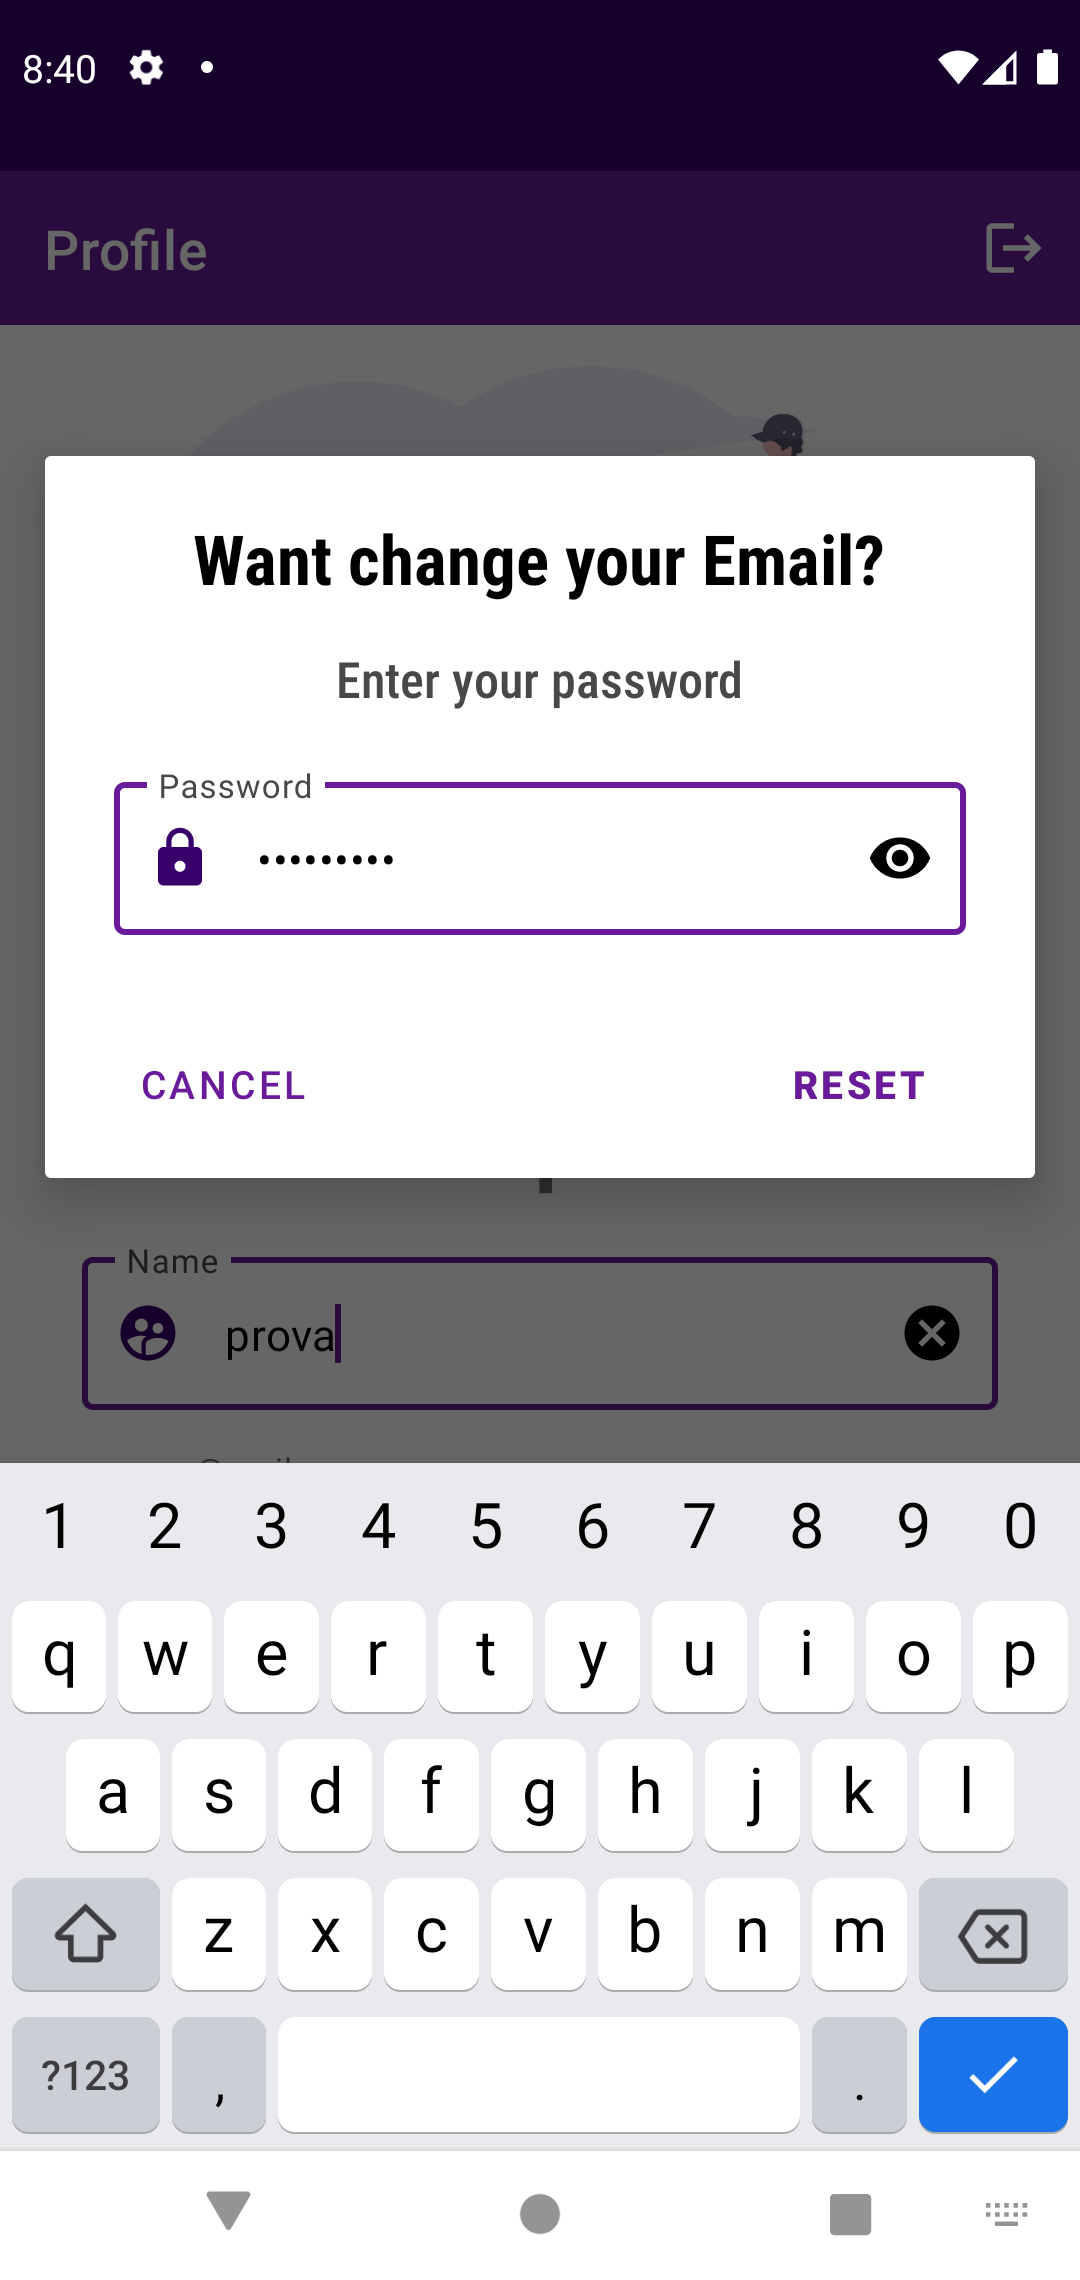 8:40
Profile
Want change your Email?
Enter your password
Password
•••••••••
CANCEL
RESET
Name
prova
1 2 3 4 5 6 7 8 9 0
q w e r t y u i o p
a s d f g h j k l
z x c v b n m
?123 , .